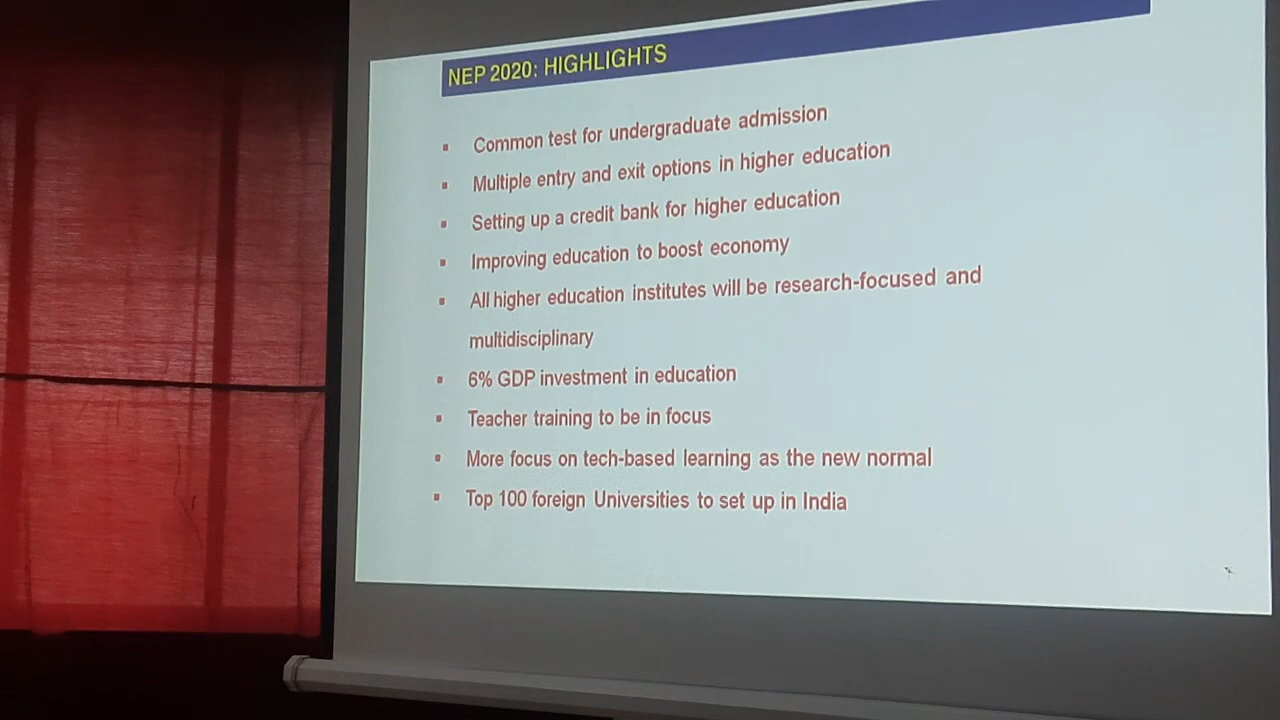 NEP 2020: HIGHLIGHTS
▪ Common test for undergraduate admission
▪ Multiple entry and exit options in higher education
▪ Setting up a credit bank for higher education
▪ Improving education to boost economy
▪ All higher education institutes will be research-focused and
multidisciplinary
▪ 6% GDP investment in education
▪ Teacher training to be in focus
▪ More focus on tech-based learning as the new normal
▪ Top 100 foreign Universities to set up in India